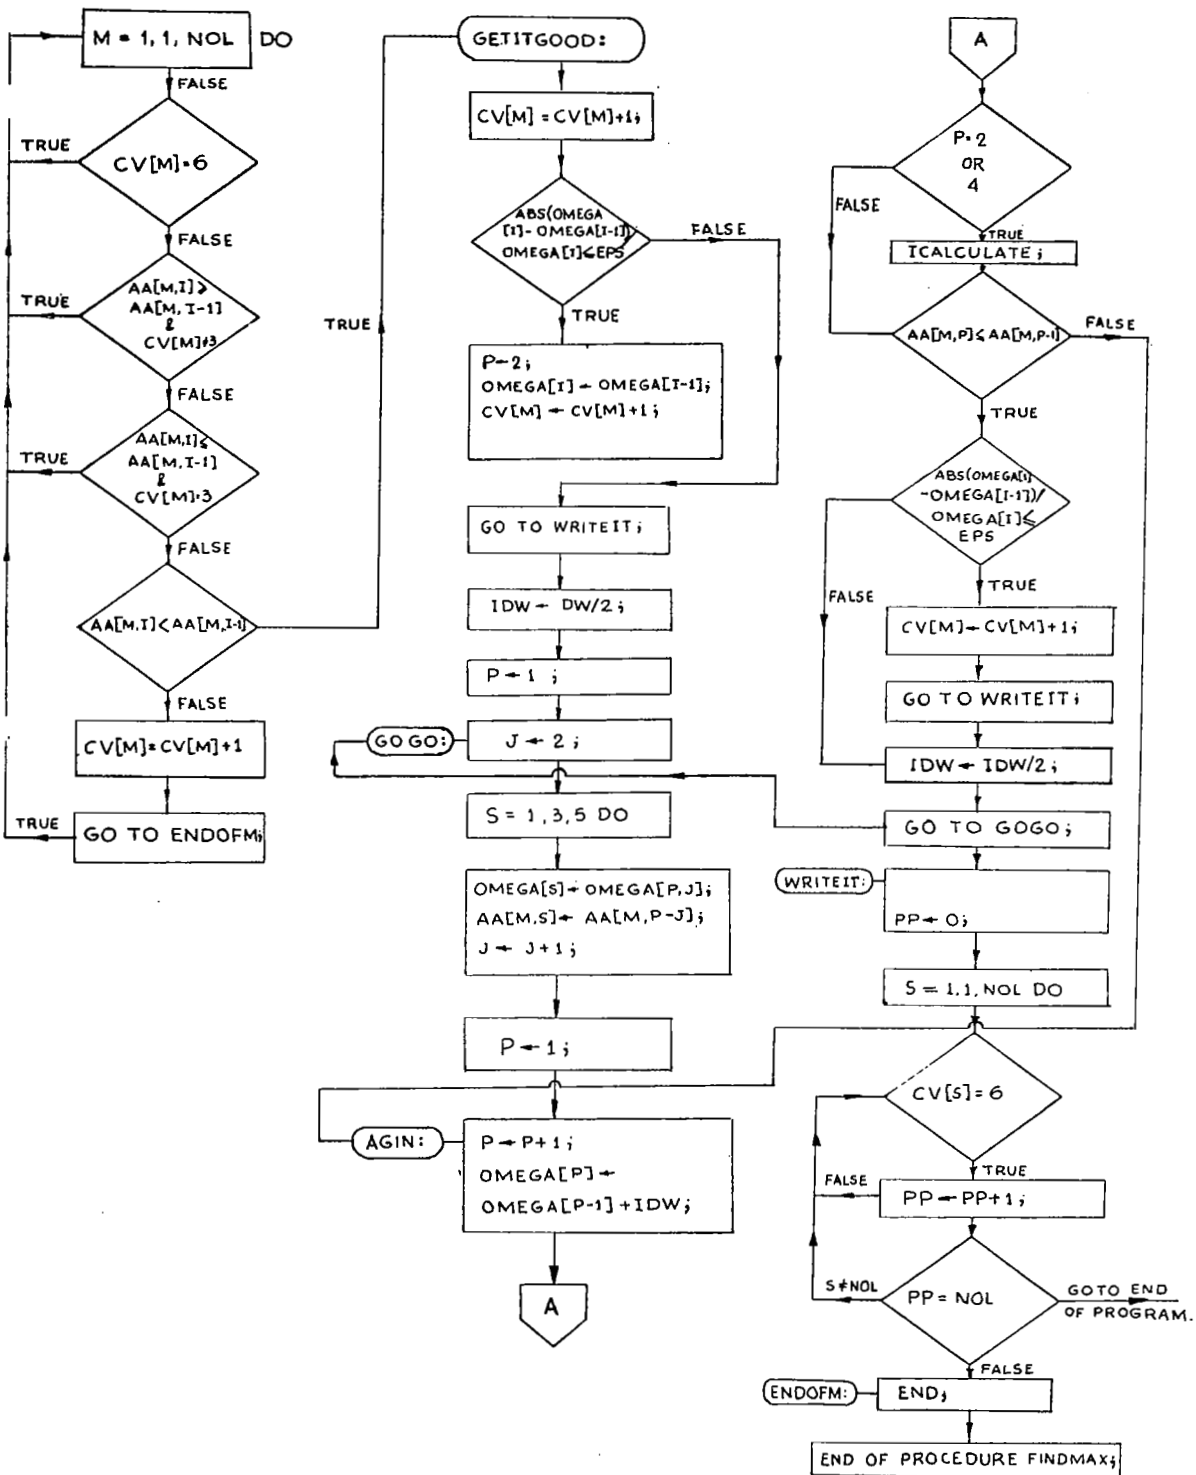 M = 1, 1, NOL DO
FALSE
TRUE
CV[M]=6
FALSE
TRUE
AA[M,I]>
AA[M, I-1]
&
CV[M]≠3
FALSE
TRUE
AA[M,I]≤
AA[M, I-1]
&
CV[M]=3
FALSE
AA[M,I]<AA[M,I-1]
TRUE
FALSE
CV[M]=CV[M]+1
TRUE
GO TO ENDOFM;
GETITGOOD:
CV[M] = CV[M]+1;
ABS(OMEGA
[I]- OMEGA[I-1])/
OMEGA[I]≤EPS
FALSE
TRUE
P←2;
OMEGA[I] ← OMEGA[I-1];
CV[M] ← CV[M]+1;
GO TO WRITEIT;
IDW ← DW/2;
P ← 1 ;
GO GO:
J ← 2 ;
S = 1,3,5 DO
OMEGA[S]← OMEGA[P,J];
AA[M,S]← AA[M,P-J];
J ← J+1;
P ← 1;
AGIN:
P ← P+1;
OMEGA[P] ←
OMEGA[P-1] +IDW;
A
A
P=2
OR
4
FALSE
TRUE
ICALCULATE ;
AA[M,P]≤ AA[M,P-1]
FALSE
TRUE
ABS(OMEGA[I]
-OMEGA[I-1])/
OMEGA[I]≤
EPS
FALSE
TRUE
CV[M]←CV[M]+1;
GO TO WRITEIT;
IDW ← IDW/2;
GO TO GOGO;
WRITEIT:
PP← 0;
S = 1,1, NOL DO
CV[S]=6
TRUE
FALSE
PP ←PP+1;
S≠NOL
PP = NOL
GOTO END
OF PROGRAM.
FALSE
ENDOFM:
END;
END OF PROCEDURE FINDMAX;